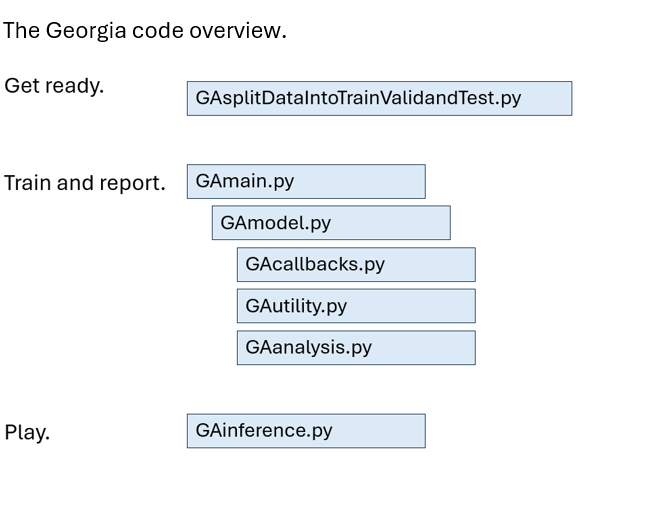 The Georgia code overview.
Get ready.
GAsplitDataIntoTrainValidandTest.py
Train and report.
GAmain.py
GAmodel.py
GAcallbacks.py
GAutility.py
GAanalysis.py
Play.
GAinference.py